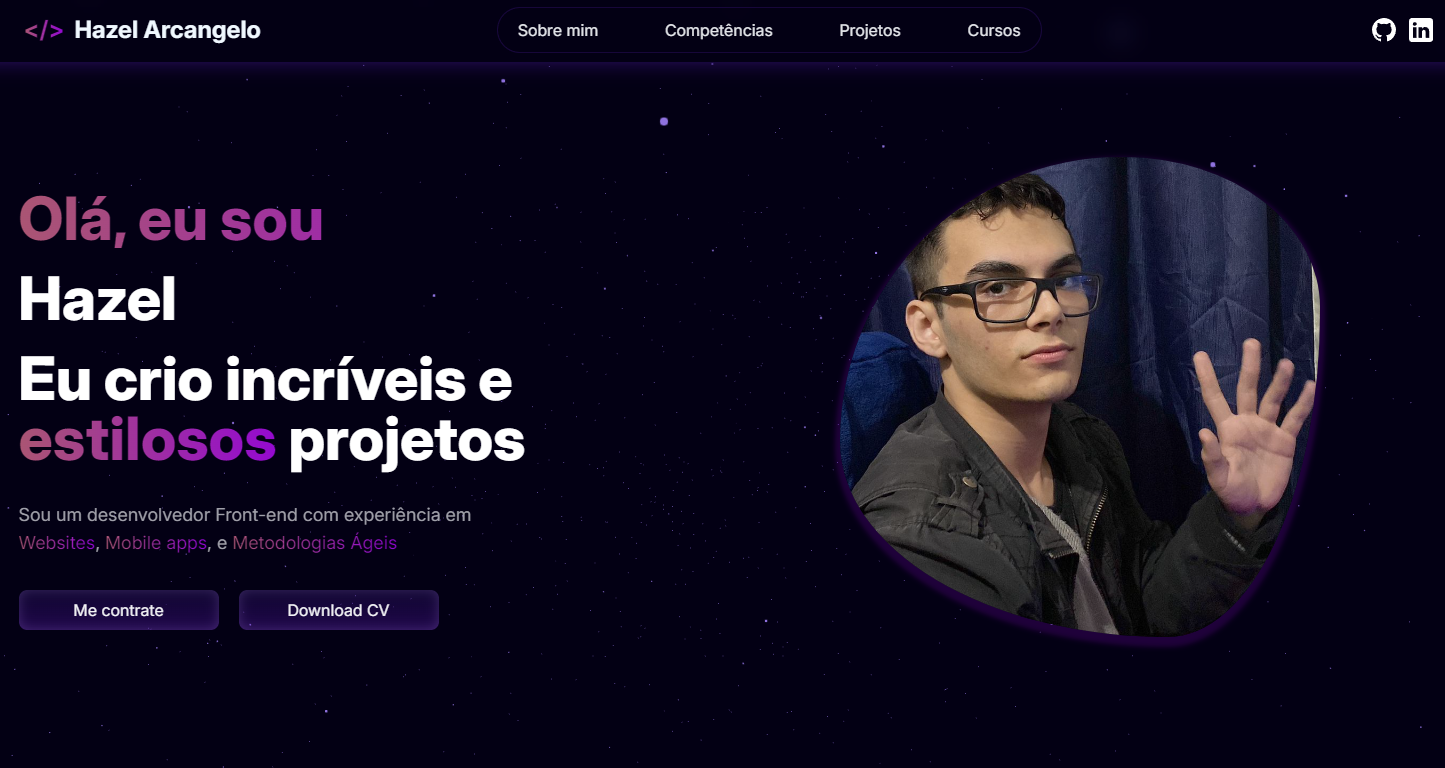 </> Hazel Arcangelo
Sobre mim
Competências
Projetos
Cursos
in
Olá, eu sou
Hazel
Eu crio incríveis e
estilosos projetos
Sou um desenvolvedor Front-end com experiência em
Websites, Mobile apps, e Metodologias Ágeis
Me contrate
Download CV